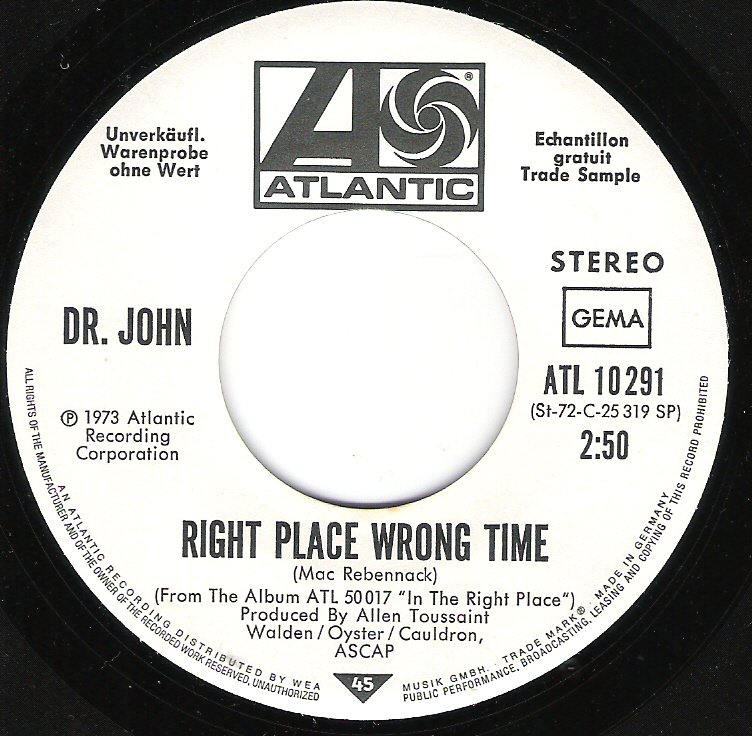 ATLANTIC
®
Unverkäufl.
Warenprobe
ohne Wert
Echantillon
gratuit
Trade Sample
STEREO
GEMA
DR. JOHN
ATL 10291
(St-72-C-25 319 SP)
2:50
℗ 1973 Atlantic
Recording
Corporation
RIGHT PLACE WRONG TIME
(Mac Rebennack)
(From The Album ATL 50017 "In The Right Place")
Produced By Allen Toussaint
Walden/Oyster/Cauldron,
ASCAP
45
AN ATLANTIC RECORDING DISTRIBUTED BY WEA MUSIK GMBH. · TRADE MARK® · MADE IN GERMANY
ALL RIGHTS OF THE MANUFACTURER AND OF THE OWNER OF THE RECORDED WORK RESERVED. UNAUTHORIZED PUBLIC PERFORMANCE, BROADCASTING, LEASING AND COPYING OF THIS RECORD PROHIBITED